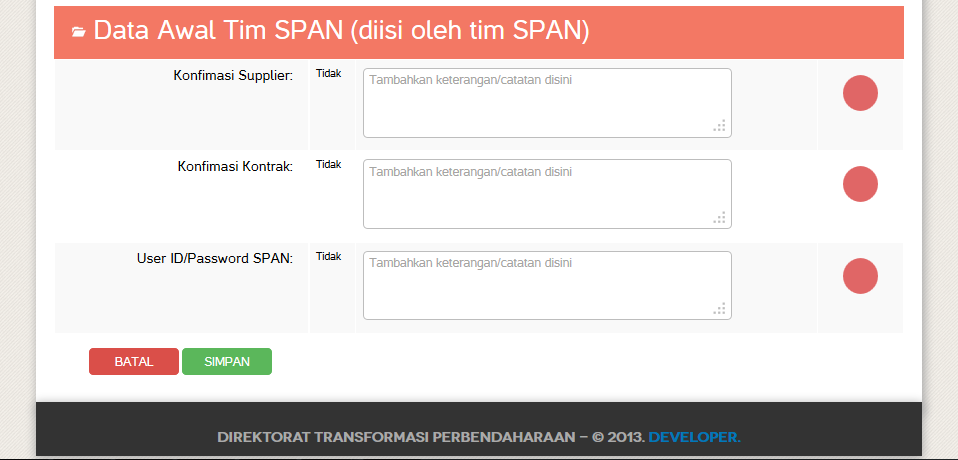 Data Awal Tim SPAN (diisi oleh tim SPAN)
Konfimasi Supplier: Tidak Tambahkan keterangan/catatan disini
Konfimasi Kontrak: Tidak Tambahkan keterangan/catatan disini
User ID/Password SPAN: Tidak Tambahkan keterangan/catatan disini
BATAL SIMPAN
DIREKTORAT TRANSFORMASI PERBENDAHARAAN – © 2013. DEVELOPER.